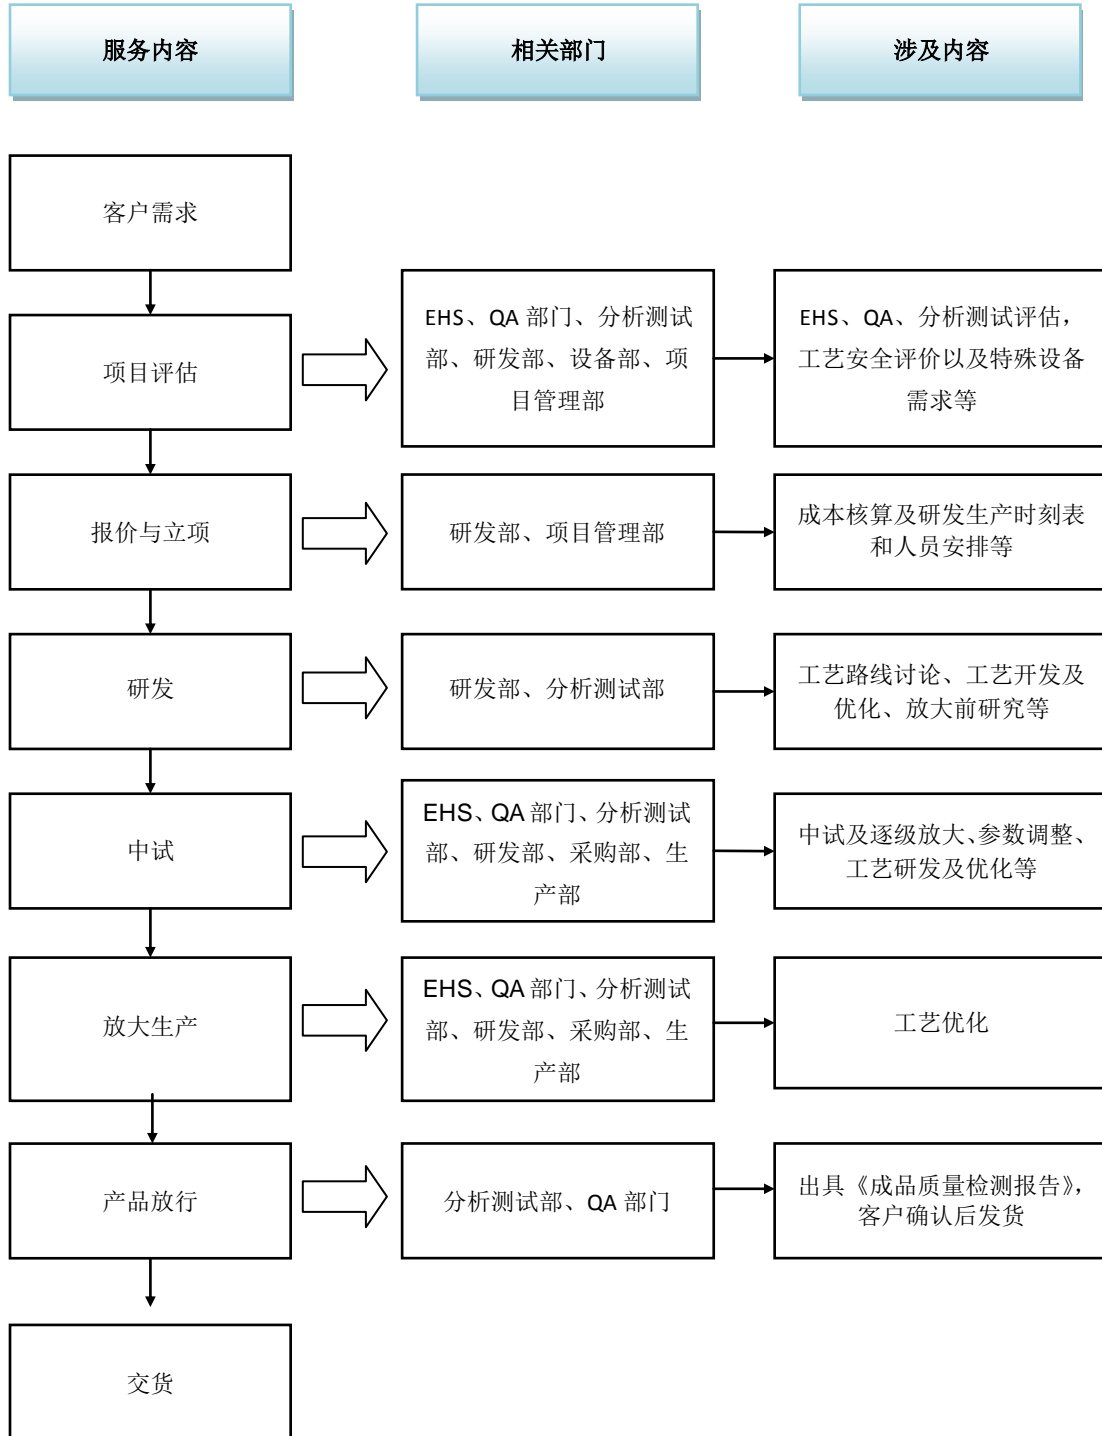 服务内容
相关部门
涉及内容
客户需求
项目评估
EHS、QA 部门、分析测试
部、研发部、设备部、项
目管理部
EHS、QA、分析测试评估，
工艺安全评价以及特殊设备
需求等
报价与立项
研发部、项目管理部
成本核算及研发生产时刻表
和人员安排等
研发
研发部、分析测试部
工艺路线讨论、工艺开发及
优化、放大前研究等
中试
EHS、QA 部门、分析测试
部、研发部、采购部、生
产部
中试及逐级放大、参数调整、
工艺研发及优化等
放大生产
EHS、QA 部门、分析测试
部、研发部、采购部、生
产部
工艺优化
产品放行
分析测试部、QA 部门
出具《成品质量检测报告》，
客户确认后发货
交货